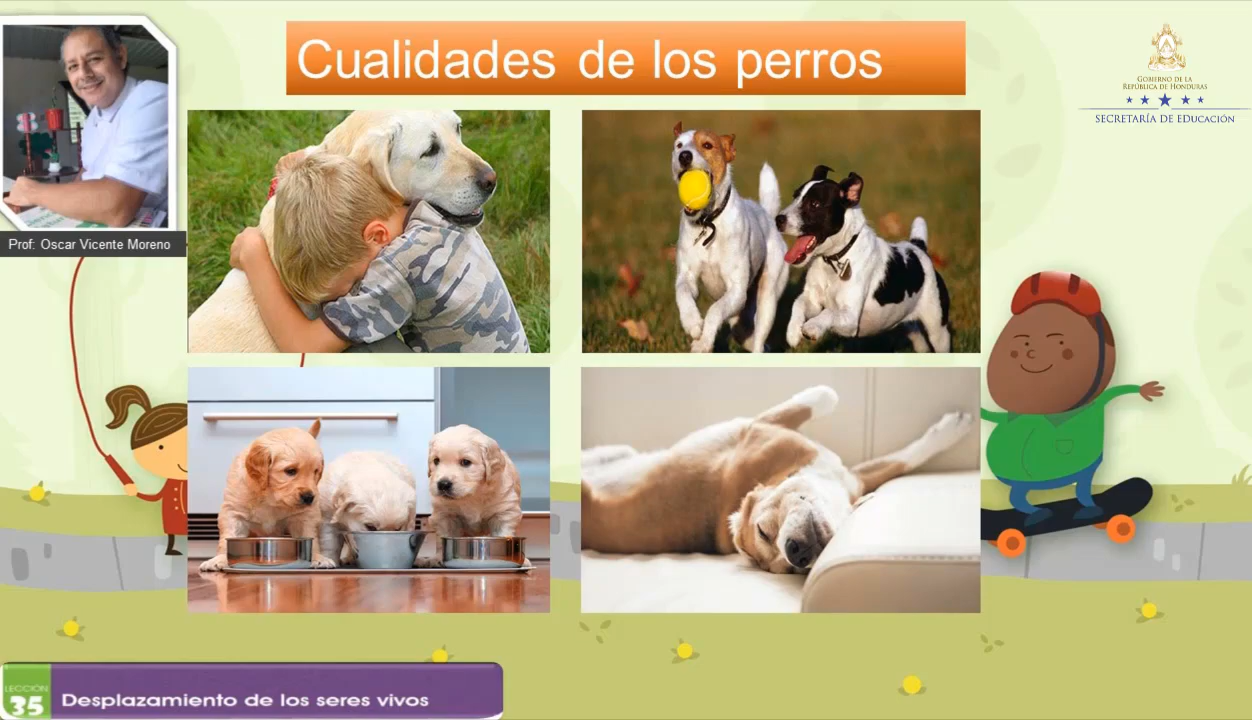 Cualidades de los perros
GOBIERNO DE LA
REPÚBLICA DE HONDURAS
SECRETARÍA DE EDUCACIÓN
Prof: Oscar Vicente Moreno
LECCIÓN
35
Desplazamiento de los seres vivos